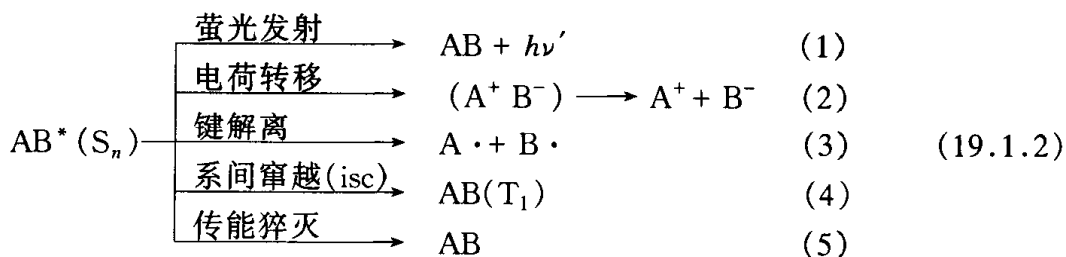 萤光发射 AB + hν′ (1)
电荷转移 (A⁺ B⁻) ⟶ A⁺ + B⁻ (2)
AB* (Sₙ) 键解离 A · + B · (3) (19.1.2)
系间窜越(isc) AB(T₁) (4)
传能猝灭 AB (5)